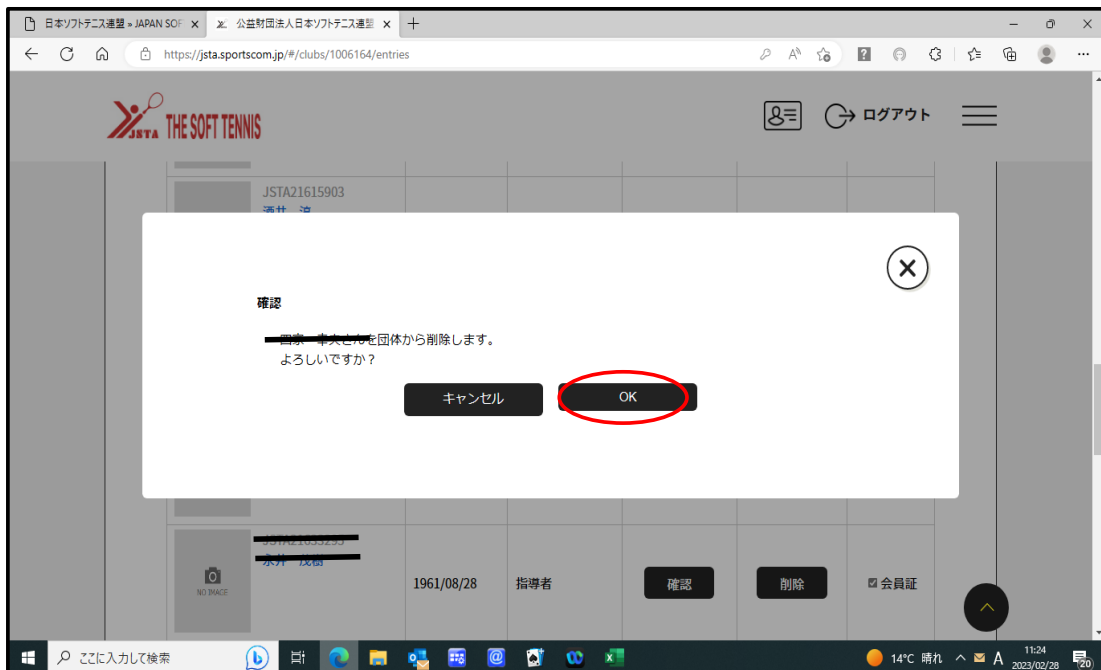 日本ソフトテニス連盟 » JAPAN SOF
公益財団法人日本ソフトテニス連盟
https://jsta.sportscom.jp/#/clubs/1006164/entries
JSTA THE SOFT TENNIS
ログアウト
JSTA21615903
酒井
確認
を団体から削除します。
よろしいですか？
キャンセル
OK
NO IMAGE
1961/08/28
指導者
確認
削除
会員証
ここに入力して検索
14°C 晴れ
A
11:24
2023/02/28
20